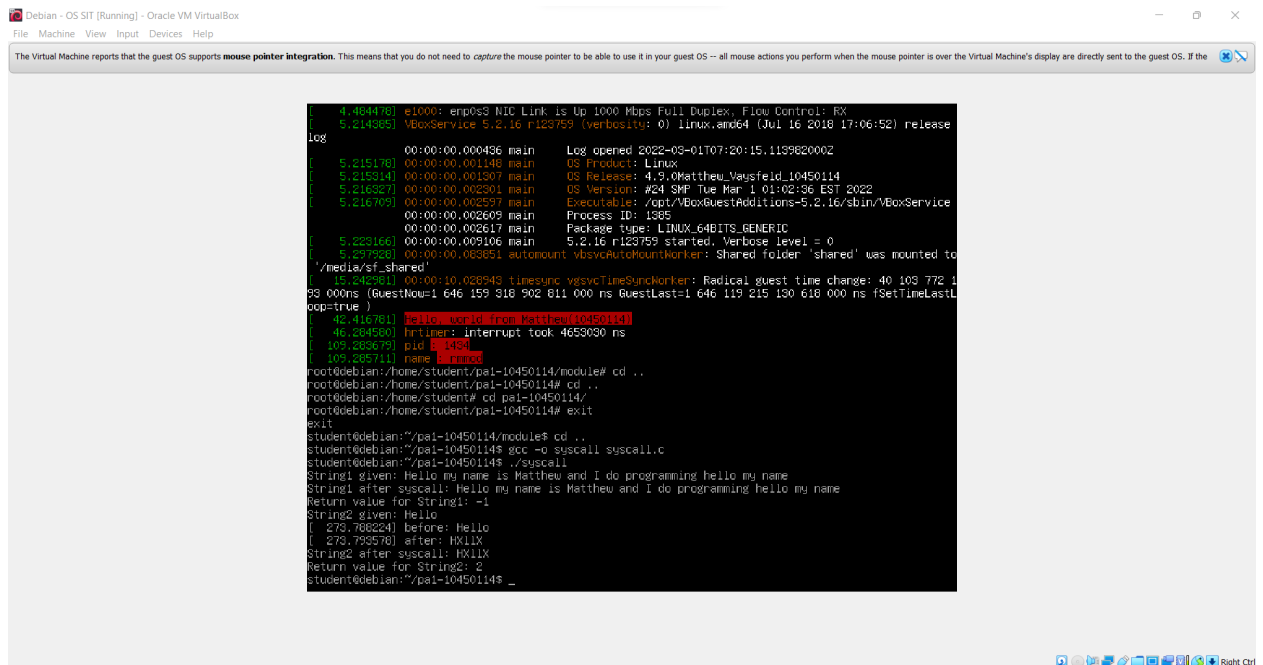 Debian - OS SIT [Running] - Oracle VM VirtualBox
File Machine View Input Devices Help
The Virtual Machine reports that the guest OS supports mouse pointer integration. This means that you do not need to capture the mouse pointer to be able to use it in your guest OS -- all mouse actions you perform when the mouse pointer is over the Virtual Machine's display are directly sent to the guest OS. If the
[ 4.484478] e1000: enp0s3 NIC Link is Up 1000 Mbps Full Duplex, Flow Control: RX
[ 5.214385] VBoxService 5.2.16 r123759 (verbosity: 0) linux.amd64 (Jul 16 2018 17:06:52) release
log
00:00:00.000436 main Log opened 2022-03-01T07:20:15.113982000Z
[ 5.215178] 00:00:00.001148 main OS Product: Linux
[ 5.215314] 00:00:00.001307 main OS Release: 4.9.0Matthew_Vaysfeld_10450114
[ 5.216327] 00:00:00.002301 main OS Version: #24 SMP Tue Mar 1 01:02:36 EST 2022
[ 5.216709] 00:00:00.002597 main Executable: /opt/VBoxGuestAdditions-5.2.16/sbin/VBoxService
00:00:00.002609 main Process ID: 1385
00:00:00.002617 main Package type: LINUX_64BITS_GENERIC
[ 5.223166] 00:00:00.009106 main 5.2.16 r123759 started. Verbose level = 0
[ 5.297928] 00:00:00.083851 automount vbsvcAutoMountWorker: Shared folder 'shared' was mounted to
'/media/sf_shared'
[ 15.242981] 00:00:10.028943 timesync vgsvcTimeSyncWorker: Radical guest time change: 40 103 772 1
93 000ns (GuestNow=1 646 159 318 902 811 000 ns GuestLast=1 646 119 215 130 618 000 ns fSetTimeLastL
oop=true )
[ 42.416781] Hello, world from Matthew(10450114)
[ 46.284580] hrtimer: interrupt took 4653030 ns
[ 109.283679] pid : 1434
[ 109.285711] name : rmmod
root@debian:/home/student/pa1-10450114/module# cd ..
root@debian:/home/student/pa1-10450114# cd ..
root@debian:/home/student# cd pa1-10450114/
root@debian:/home/student/pa1-10450114# exit
exit
student@debian:~/pa1-10450114/module$ cd ..
student@debian:~/pa1-10450114$ gcc -o syscall syscall.c
student@debian:~/pa1-10450114$ ./syscall
String1 given: Hello my name is Matthew and I do programming hello my name
String1 after syscall: Hello my name is Matthew and I do programming hello my name
Return value for String1: -1
String2 given: Hello
[ 273.788224] before: Hello
[ 273.793578] after: HXllX
String2 after syscall: HXllX
Return value for String2: 2
student@debian:~/pa1-10450114$ _
Right Ctrl